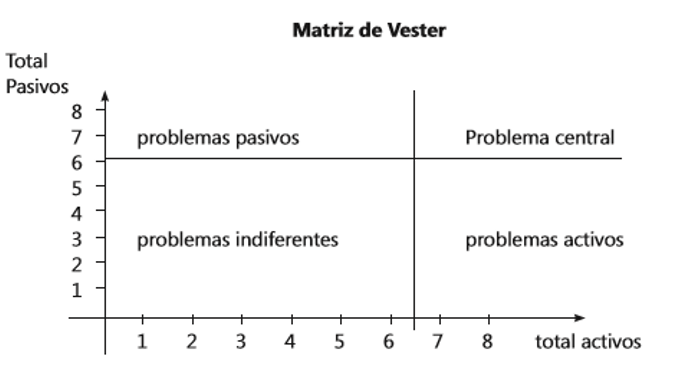 Matriz de Vester
Total
Pasivos
8
7
6
5
4
3
2
1
problemas pasivos
Problema central
problemas indiferentes
problemas activos
1 2 3 4 5 6 7 8 total activos